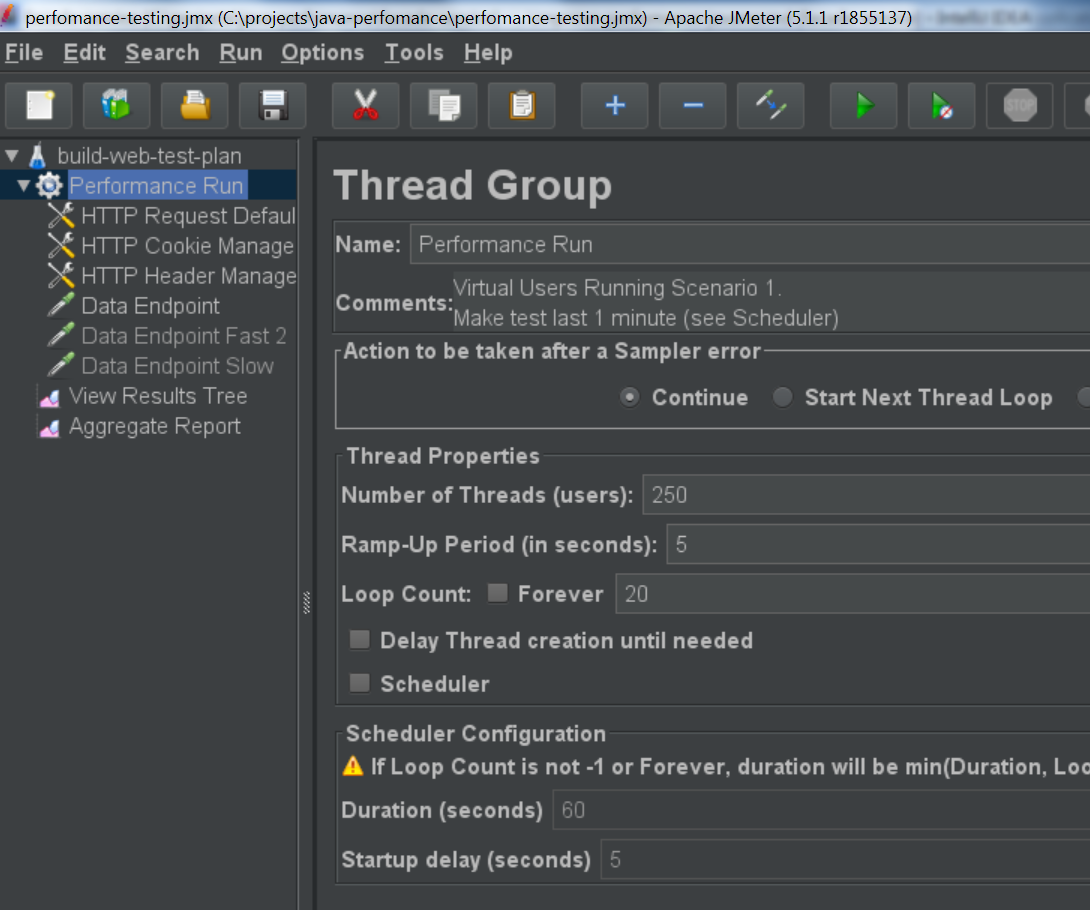 perfomance-testing.jmx (C:\projects\java-perfomance\perfomance-testing.jmx) - Apache JMeter (5.1.1 r1855137)
File Edit Search Run Options Tools Help
STOP
build-web-test-plan
Performance Run
HTTP Request Defaul
HTTP Cookie Manage
HTTP Header Manage
Data Endpoint
Data Endpoint Fast 2
Data Endpoint Slow
View Results Tree
Aggregate Report
Thread Group
Name: Performance Run
Comments: Virtual Users Running Scenario 1.
Make test last 1 minute (see Scheduler)
Action to be taken after a Sampler error
Continue Start Next Thread Loop
Thread Properties
Number of Threads (users): 250
Ramp-Up Period (in seconds): 5
Loop Count: Forever 20
Delay Thread creation until needed
Scheduler
Scheduler Configuration
If Loop Count is not -1 or Forever, duration will be min(Duration, Loo
Duration (seconds) 60
Startup delay (seconds) 5